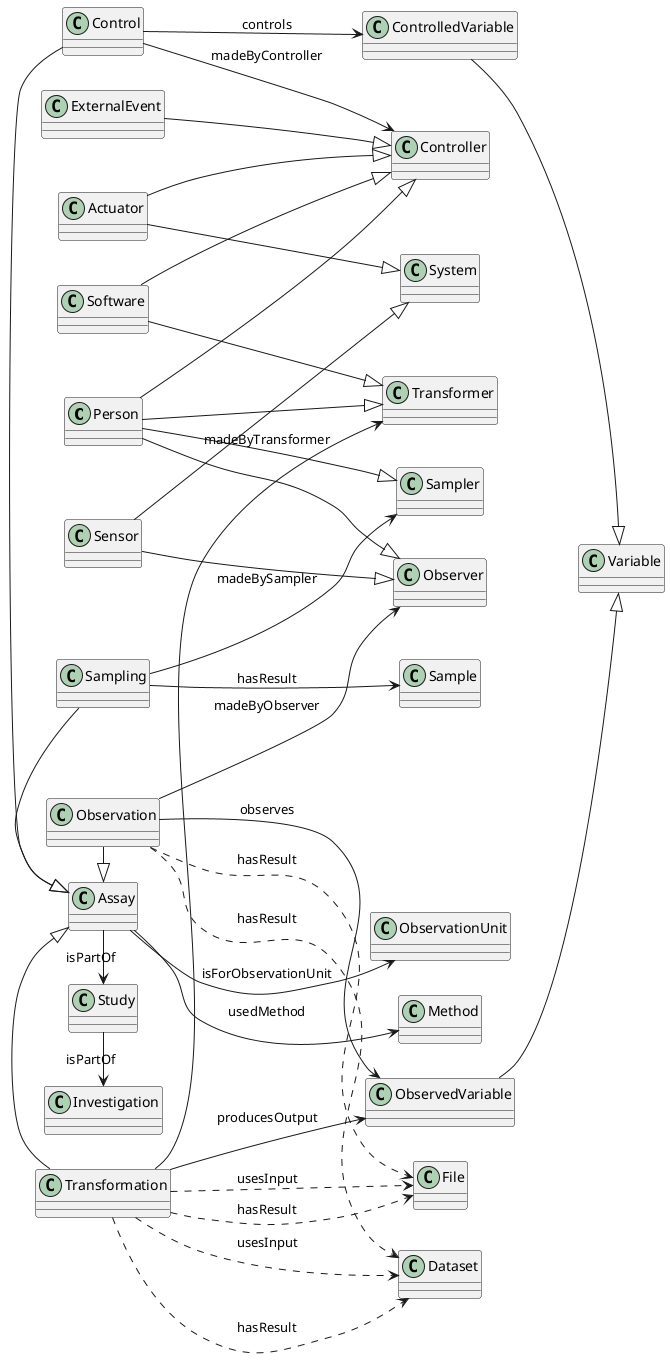 C Control
controls
C ControlledVariable
madeByController
C ExternalEvent
C Controller
C Actuator
C System
C Software
C Transformer
C Person
madeByTransformer
C Sampler
C Sensor
C Observer
C Variable
madeBySampler
C Sampling
hasResult
C Sample
madeByObserver
C Observation
observes
hasResult
C Assay
hasResult
C ObservationUnit
isPartOf
isForObservationUnit
C Study
usedMethod
C Method
isPartOf
C Investigation
C ObservedVariable
producesOutput
C Transformation
usesInput
C File
hasResult
usesInput
C Dataset
hasResult